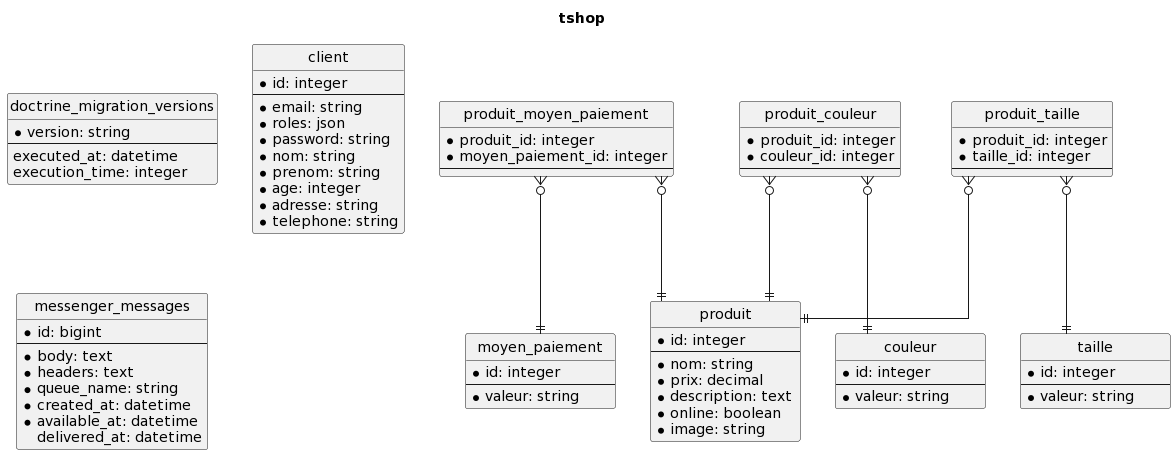 tshop
doctrine_migration_versions
version: string
executed_at: datetime
execution_time: integer
client
id: integer
email: string
roles: json
password: string
nom: string
prenom: string
age: integer
adresse: string
telephone: string
produit_moyen_paiement
produit_id: integer
moyen_paiement_id: integer
produit_couleur
produit_id: integer
couleur_id: integer
produit_taille
produit_id: integer
taille_id: integer
messenger_messages
id: bigint
body: text
headers: text
queue_name: string
created_at: datetime
available_at: datetime
delivered_at: datetime
moyen_paiement
id: integer
valeur: string
produit
id: integer
nom: string
prix: decimal
description: text
online: boolean
image: string
couleur
id: integer
valeur: string
taille
id: integer
valeur: string